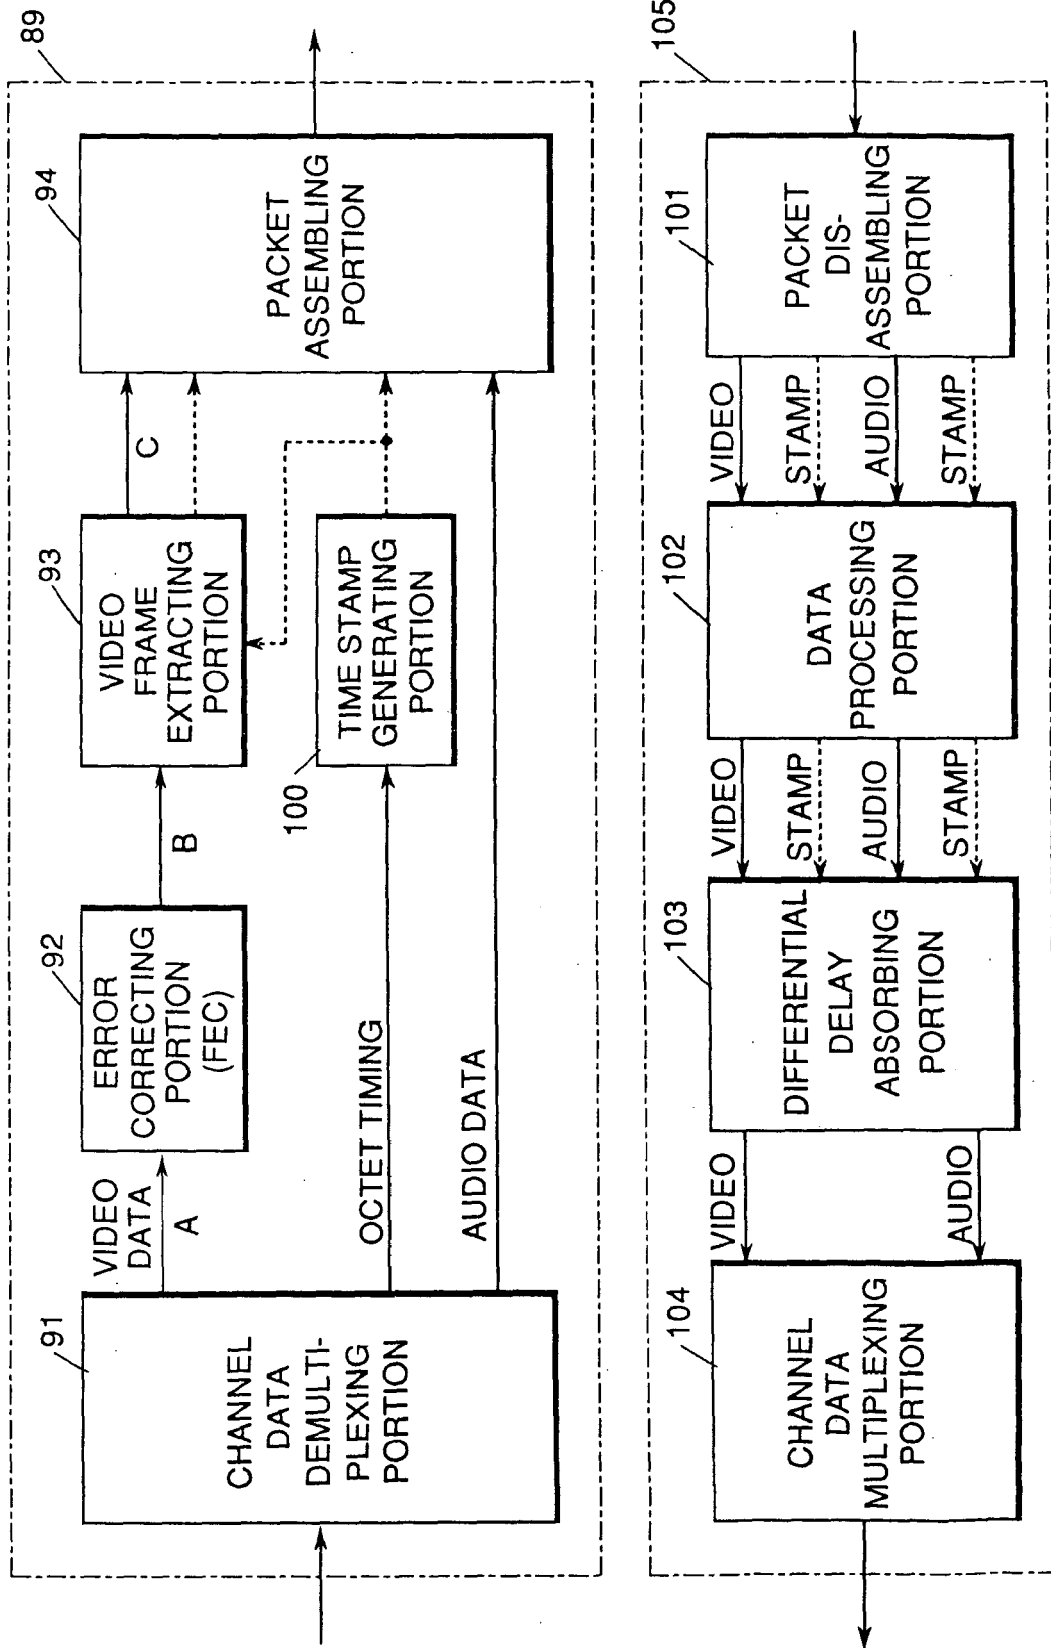 89
91
CHANNEL
DATA
DEMULTI-
PLEXING
PORTION
VIDEO
DATA
A
92
ERROR
CORRECTING
PORTION
(FEC)
B
93
VIDEO
FRAME
EXTRACTING
PORTION
C
94
PACKET
ASSEMBLING
PORTION
OCTET TIMING
100
TIME STAMP
GENERATING
PORTION
AUDIO DATA
105
104
CHANNEL
DATA
MULTIPLEXING
PORTION
VIDEO
AUDIO
103
DIFFERENTIAL
DELAY
ABSORBING
PORTION
VIDEO
STAMP
AUDIO
STAMP
102
DATA
PROCESSING
PORTION
VIDEO
STAMP
AUDIO
STAMP
101
PACKET
DIS-
ASSEMBLING
PORTION